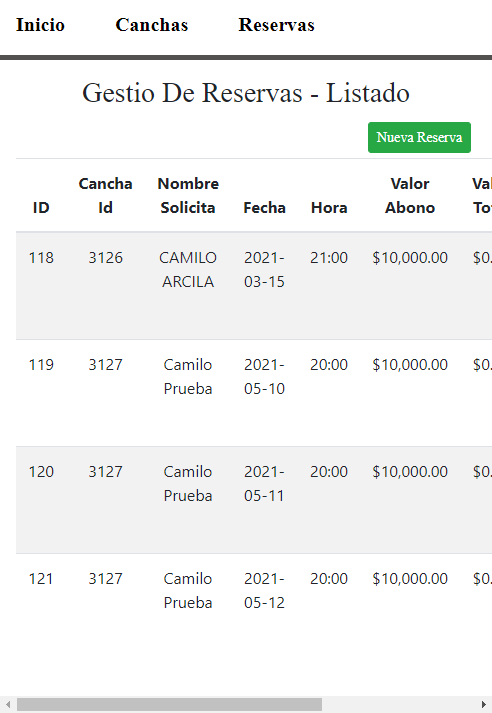 Inicio Canchas Reservas
Gestio De Reservas - Listado
Nueva Reserva
Cancha Nombre Valor Val
ID Id Solicita Fecha Hora Abono To
118 3126 CAMILO 2021- 21:00 $10,000.00 $0.
ARCILA 03-15
119 3127 Camilo 2021- 20:00 $10,000.00 $0.
Prueba 05-10
120 3127 Camilo 2021- 20:00 $10,000.00 $0.
Prueba 05-11
121 3127 Camilo 2021- 20:00 $10,000.00 $0.
Prueba 05-12